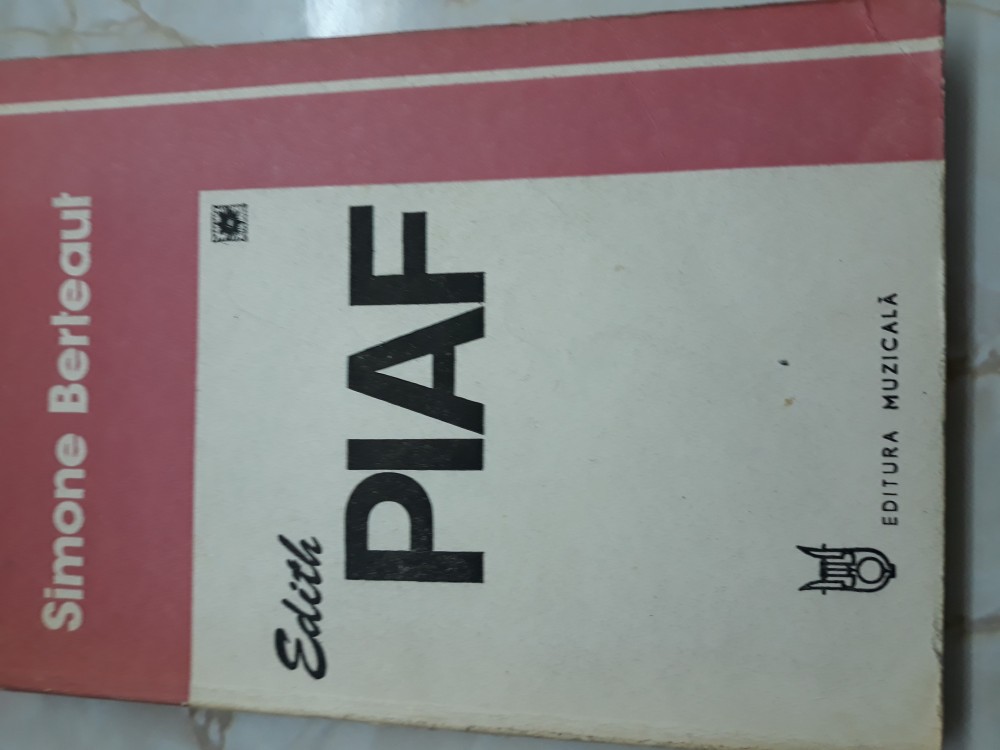 Simone Berteaut
Edith
PIAF
EDITURA MUZICALĂ